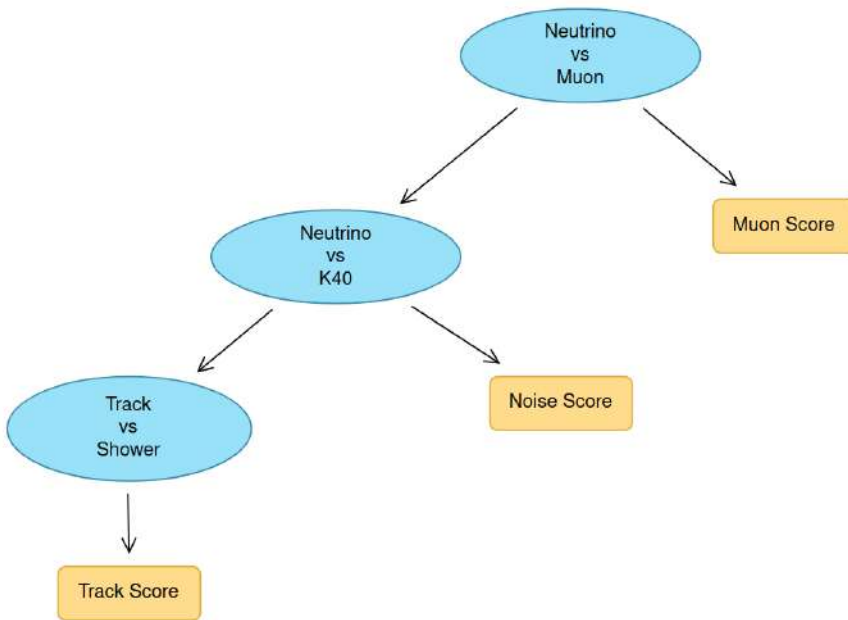 Neutrino
vs
Muon
Muon Score
Neutrino
vs
K40
Noise Score
Track
vs
Shower
Track Score